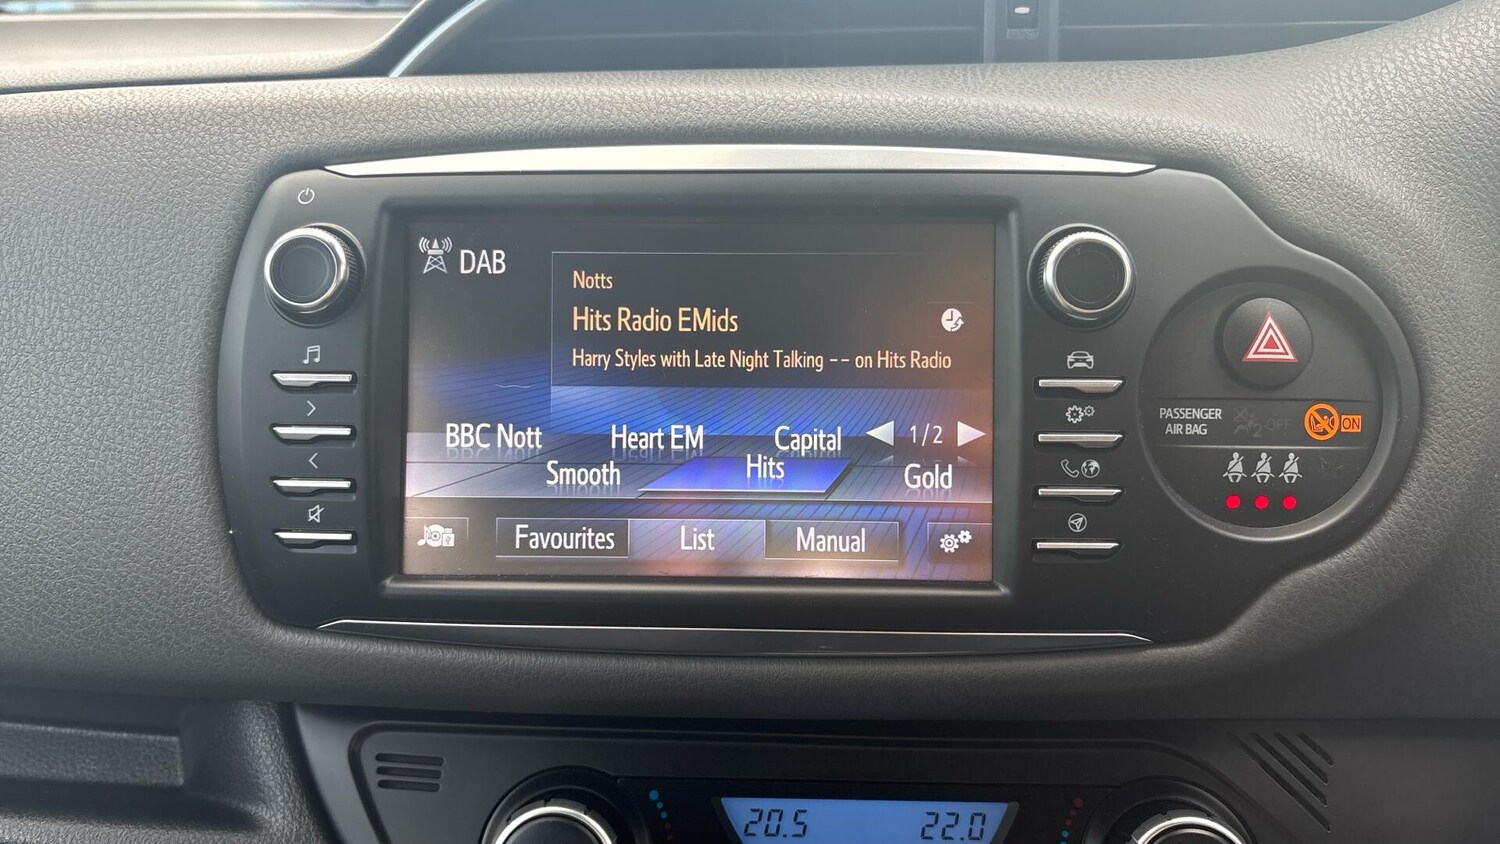 DAB
Notts
Hits Radio EMids
Harry Styles with Late Night Talking -- on Hits Radio
BBC Nott Heart EM Capital 1/2
Smooth Hits Gold
Favourites List Manual
PASSENGER
AIR BAG
2 OFF
ON
20.5 22.0